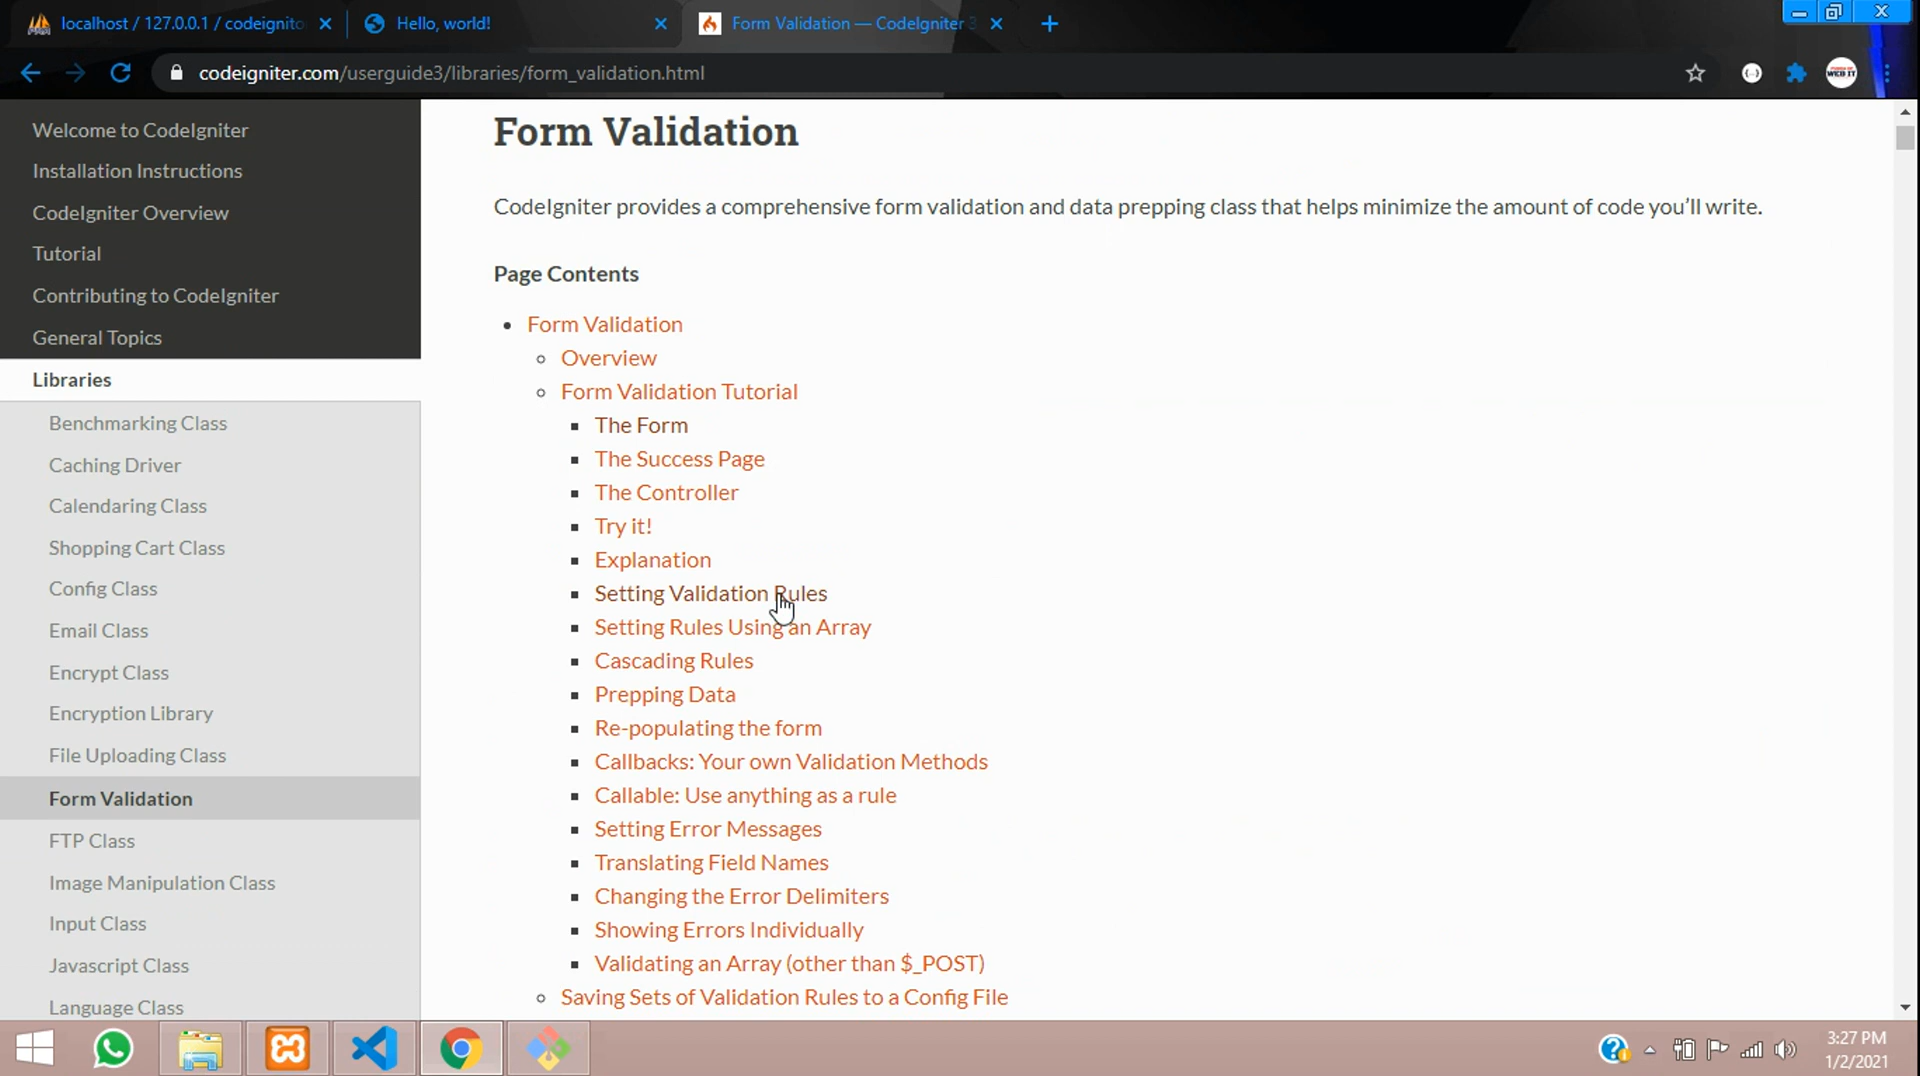 localhost / 127.0.0.1 / codeignito
Hello, world!
Form Validation — CodeIgniter 3
codeigniter.com/userguide3/libraries/form_validation.html
Welcome to CodeIgniter
Installation Instructions
CodeIgniter Overview
Tutorial
Contributing to CodeIgniter
General Topics
Libraries
Benchmarking Class
Caching Driver
Calendaring Class
Shopping Cart Class
Config Class
Email Class
Encrypt Class
Encryption Library
File Uploading Class
Form Validation
FTP Class
Image Manipulation Class
Input Class
Javascript Class
Language Class
Form Validation
CodeIgniter provides a comprehensive form validation and data prepping class that helps minimize the amount of code you’ll write.
Page Contents
Form Validation
Overview
Form Validation Tutorial
The Form
The Success Page
The Controller
Try it!
Explanation
Setting Validation Rules
Setting Rules Using an Array
Cascading Rules
Prepping Data
Re-populating the form
Callbacks: Your own Validation Methods
Callable: Use anything as a rule
Setting Error Messages
Translating Field Names
Changing the Error Delimiters
Showing Errors Individually
Validating an Array (other than $_POST)
Saving Sets of Validation Rules to a Config File
3:27 PM
1/2/2021